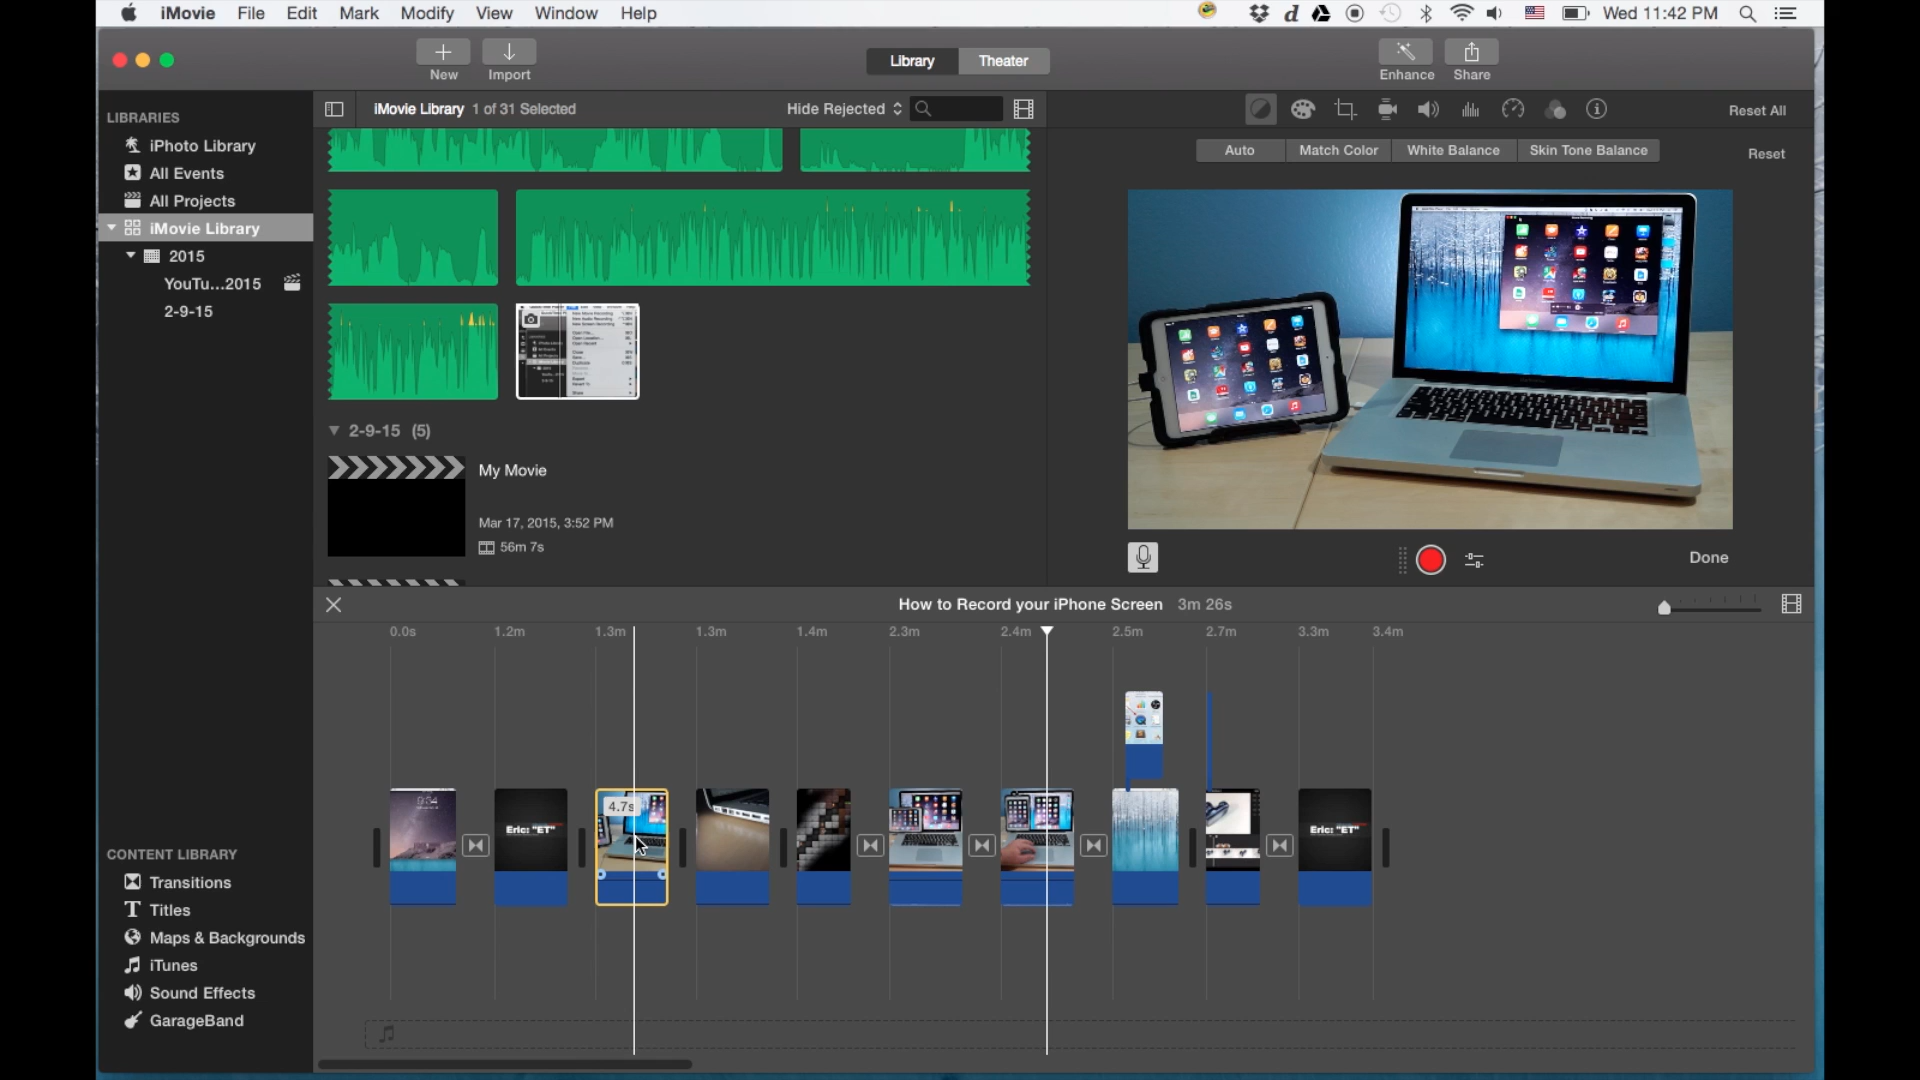 iMovie File Edit Mark Modify View Window Help
Wed 11:42 PM
New Import
Library Theater
Enhance Share
LIBRARIES
iPhoto Library
All Events
All Projects
iMovie Library
2015
YouTu...2015
2-9-15
iMovie Library 1 of 31 Selected
Hide Rejected
Reset All
Auto Match Color White Balance Skin Tone Balance
Reset
2-9-15 (5)
My Movie
Mar 17, 2015, 3:52 PM
56m 7s
Done
How to Record your iPhone Screen 3m 26s
0.0s 1.2m 1.3m 1.3m 1.4m 2.3m 2.4m 2.5m 2.7m 3.3m 3.4m
4.7s
Eric: "ET"
Eric: "ET"
CONTENT LIBRARY
Transitions
Titles
Maps & Backgrounds
iTunes
Sound Effects
GarageBand